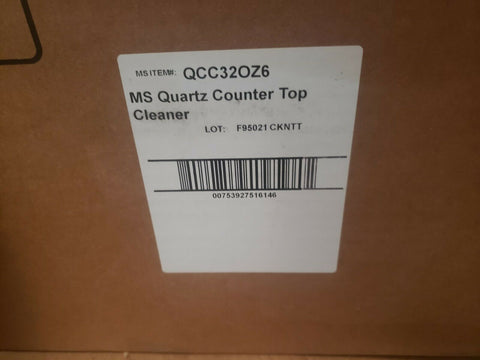 MS ITEM#: QCC32OZ6
MS Quartz Counter Top
Cleaner
LOT: F95021 CKNTT
00753927516146